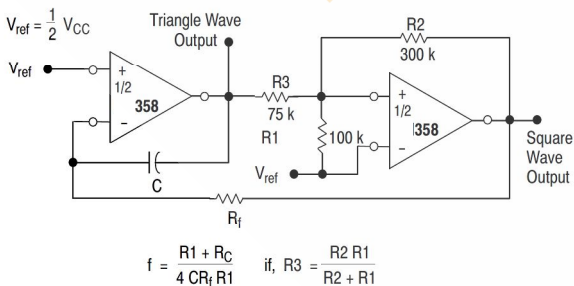 Vref = 1/2 VCC
Triangle Wave
Output
R2
300 k
Vref
+
1/2
358
−
R3
75 k
R1
100 k
+
1/2
358
−
Square
Wave
Output
Vref
C
Rf
f = R1 + RC / 4 CRf R1   if, R3 = R2 R1 / R2 + R1